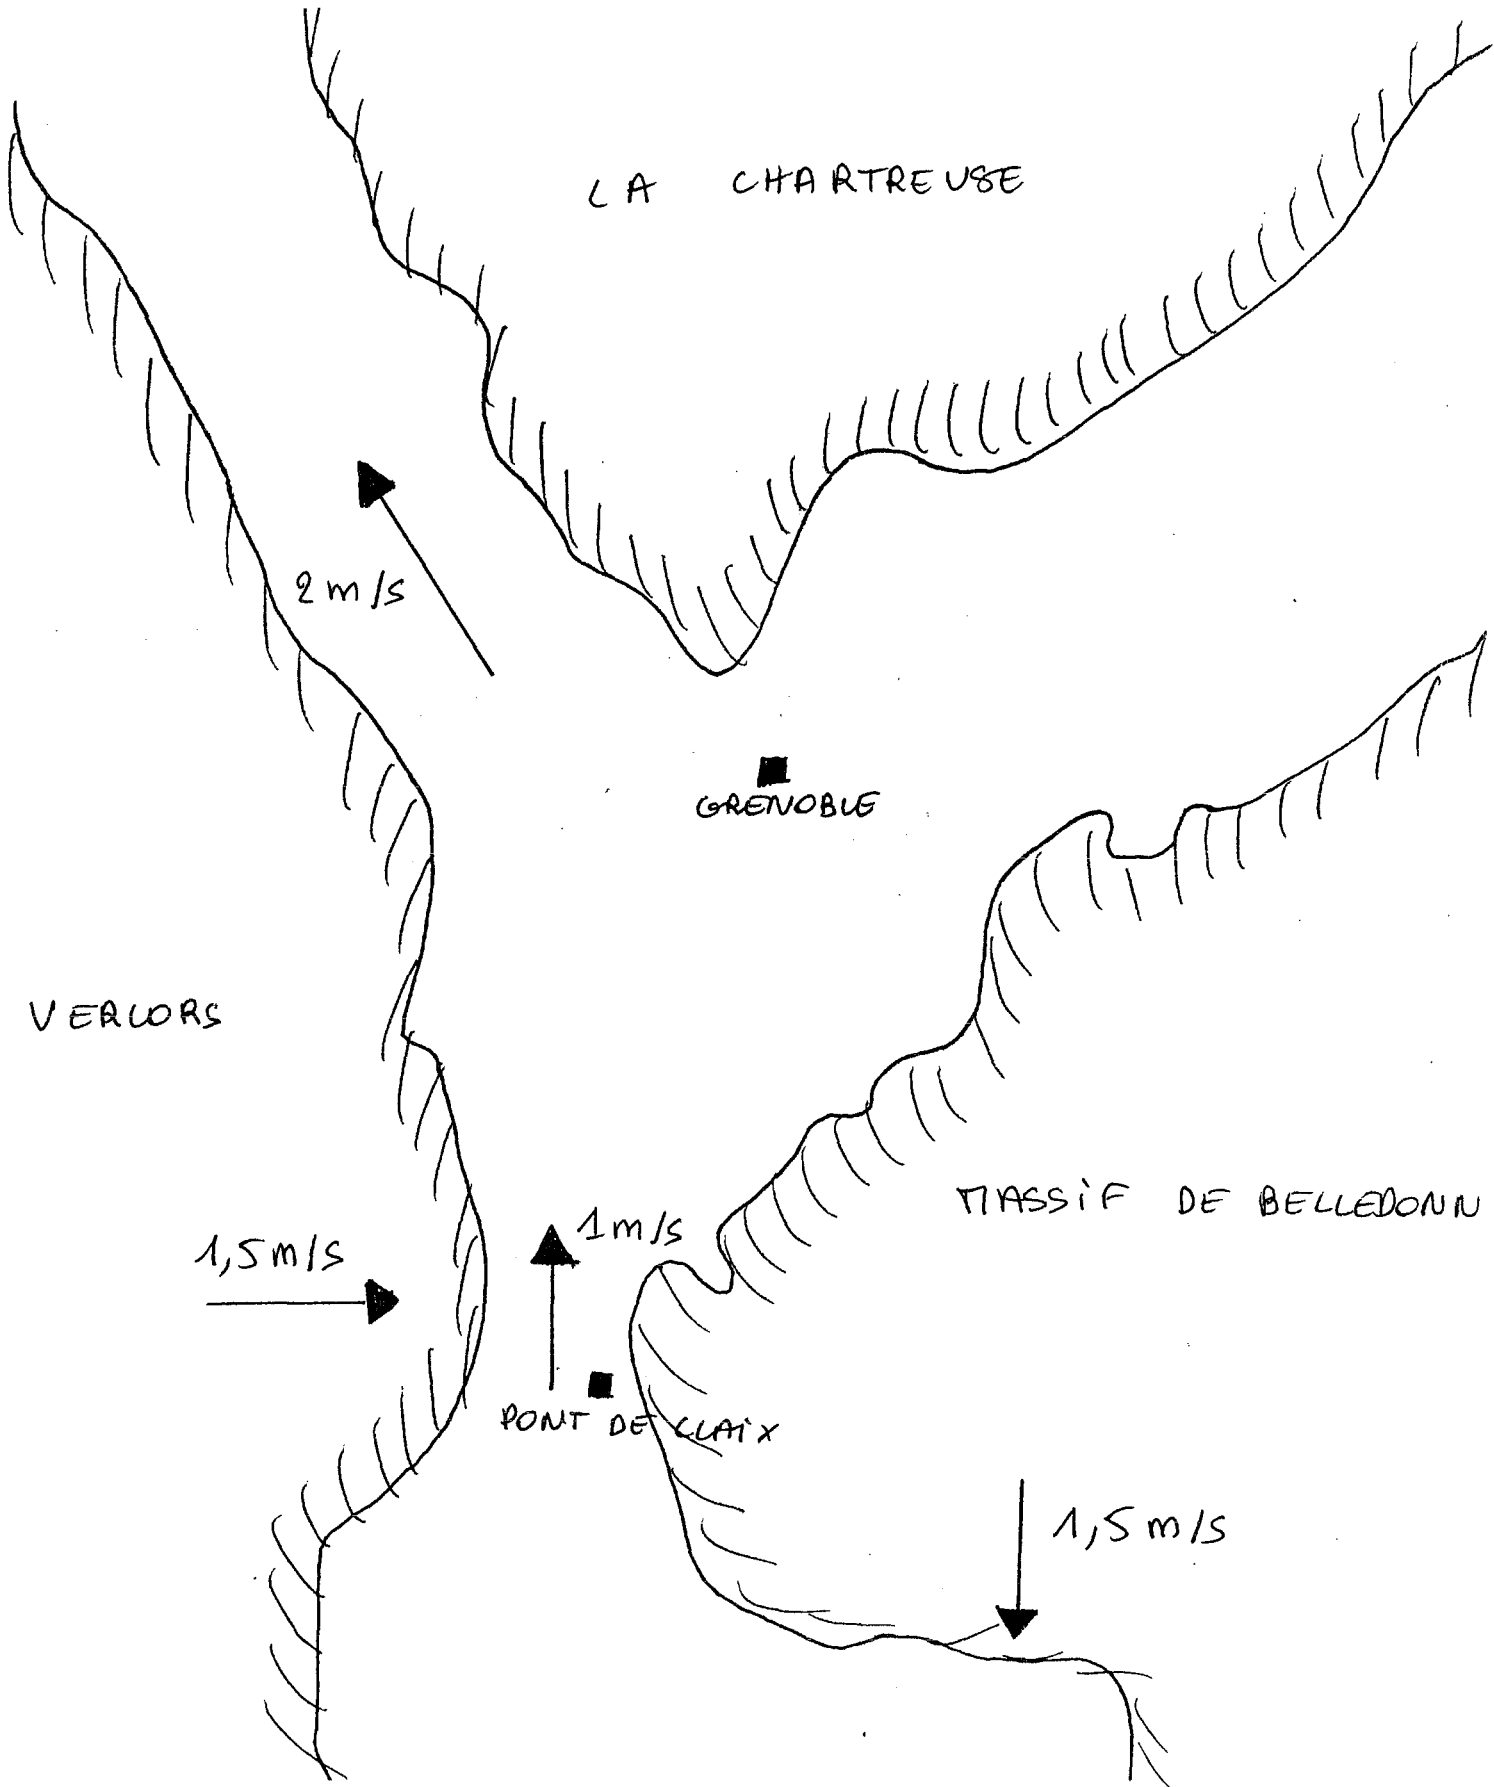 LA CHARTREUSE
2 m/s
GRENOBLE
VERCORS
MASSiF DE BELLEDONN
1 m/s
1,5 m/s
PONT DE CLAiX
1,5 m/s